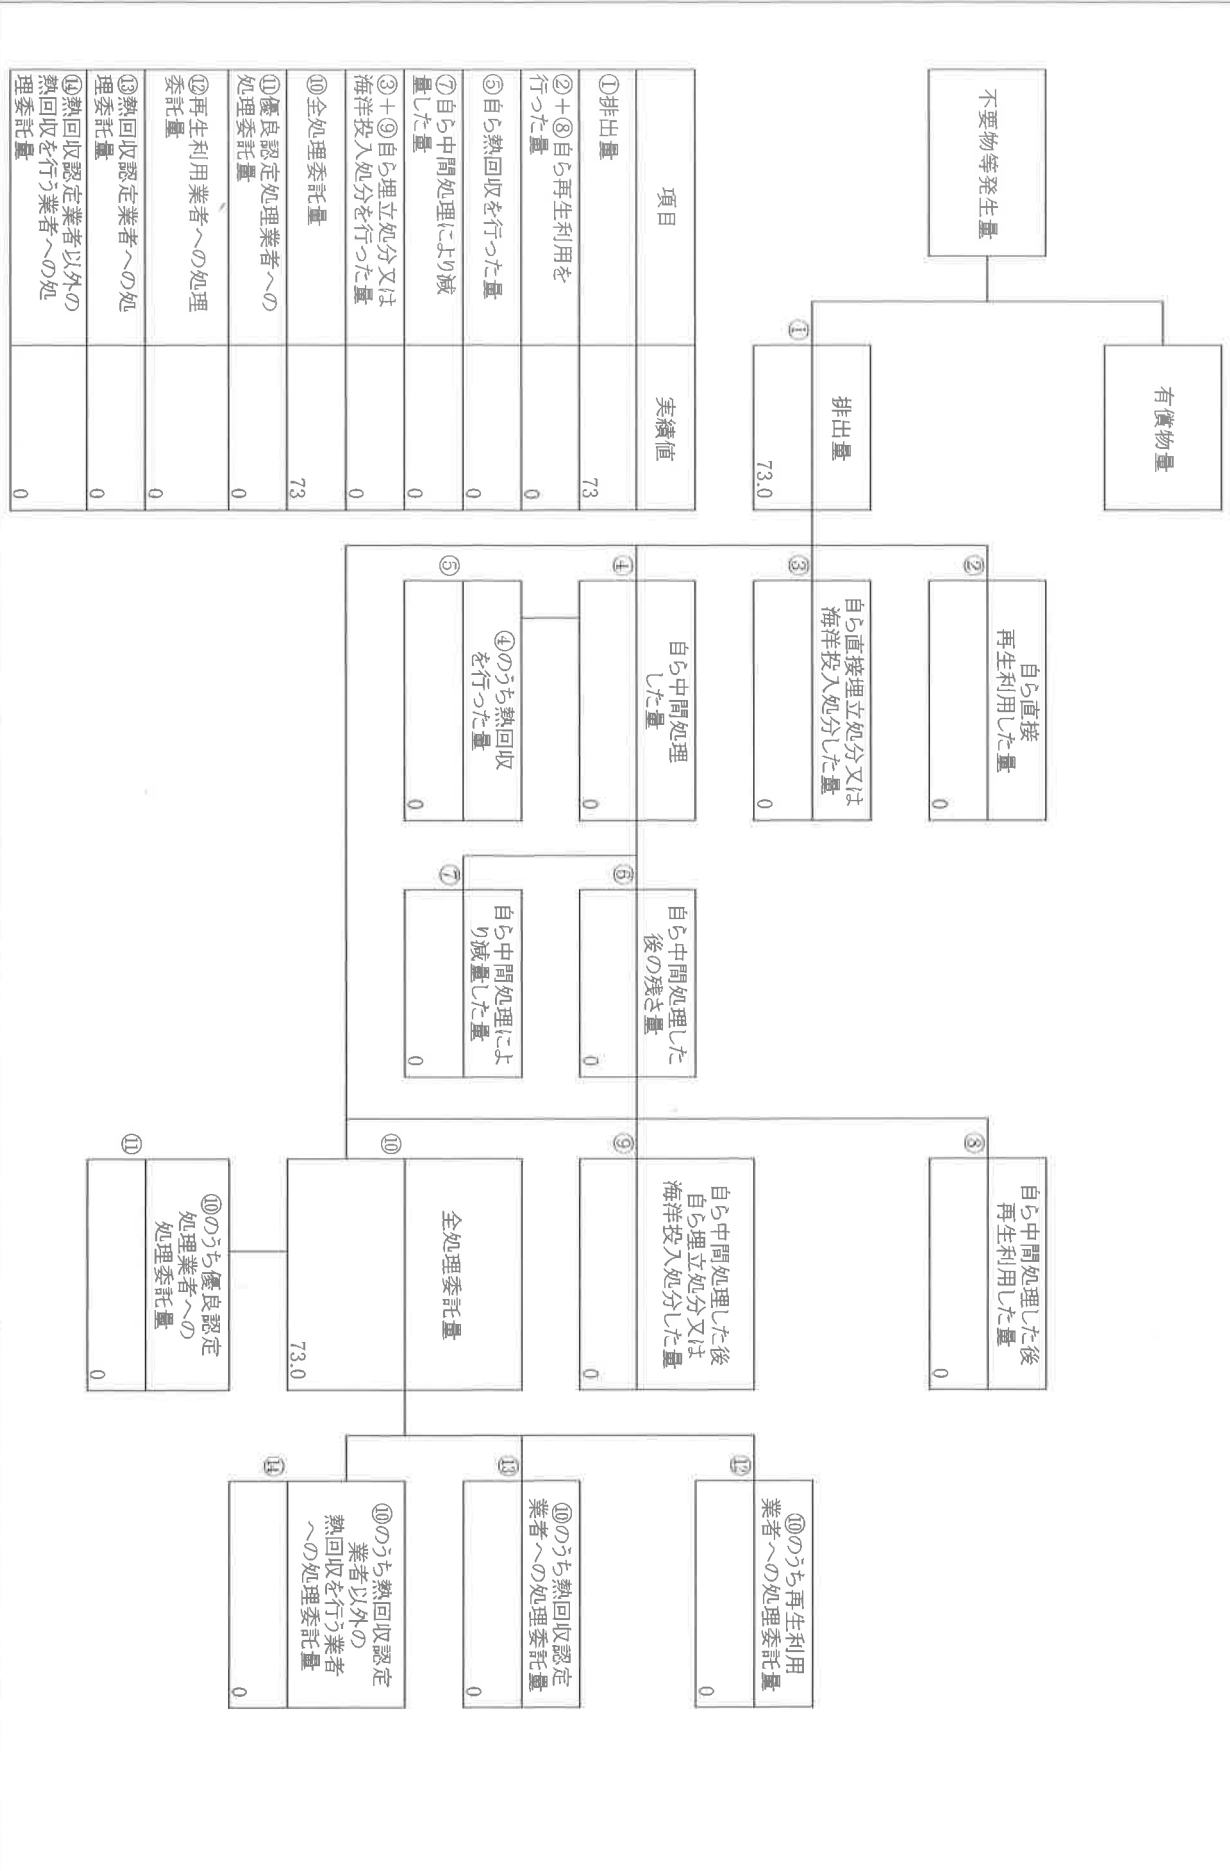 有償物量
不要物等発生量
②
自ら直接
再生利用した量
0
⑧
自ら中間処理した後
再生利用した量
0
①
排出量
73.0
③
自ら直接埋立処分又は
海洋投入処分した量
0
⑫
⑩のうち再生利用
業者への処理委託量
0
④
自ら中間処理
した量
0
⑥
自ら中間処理した
後の残さ量
0
⑨
自ら中間処理した後
自ら埋立処分又は
海洋投入処分した量
0
⑤
④のうち熱回収
を行った量
0
⑦
自ら中間処理によ
り減量した量
0
⑩
全処理委託量
73.0
⑬
⑩のうち熱回収認定
業者への処理委託量
0
⑪
⑩のうち優良認定
処理業者への
処理委託量
0
⑭
⑩のうち熱回収認定
業者以外の
熱回収を行う業者
への処理委託量
0
項目
実績値
①排出量
73
②+⑧自ら再生利用を
行った量
0
⑤自ら熱回収を行った量
0
⑦自ら中間処理により減
量した量
0
③+⑨自ら埋立処分又は
海洋投入処分を行った量
0
⑩全処理委託量
73
⑪優良認定処理業者への
処理委託量
0
⑫再生利用業者への処理
委託量
0
⑬熱回収認定業者への処
理委託量
0
⑭熱回収認定業者以外の
熱回収を行う業者への処
理委託量
0